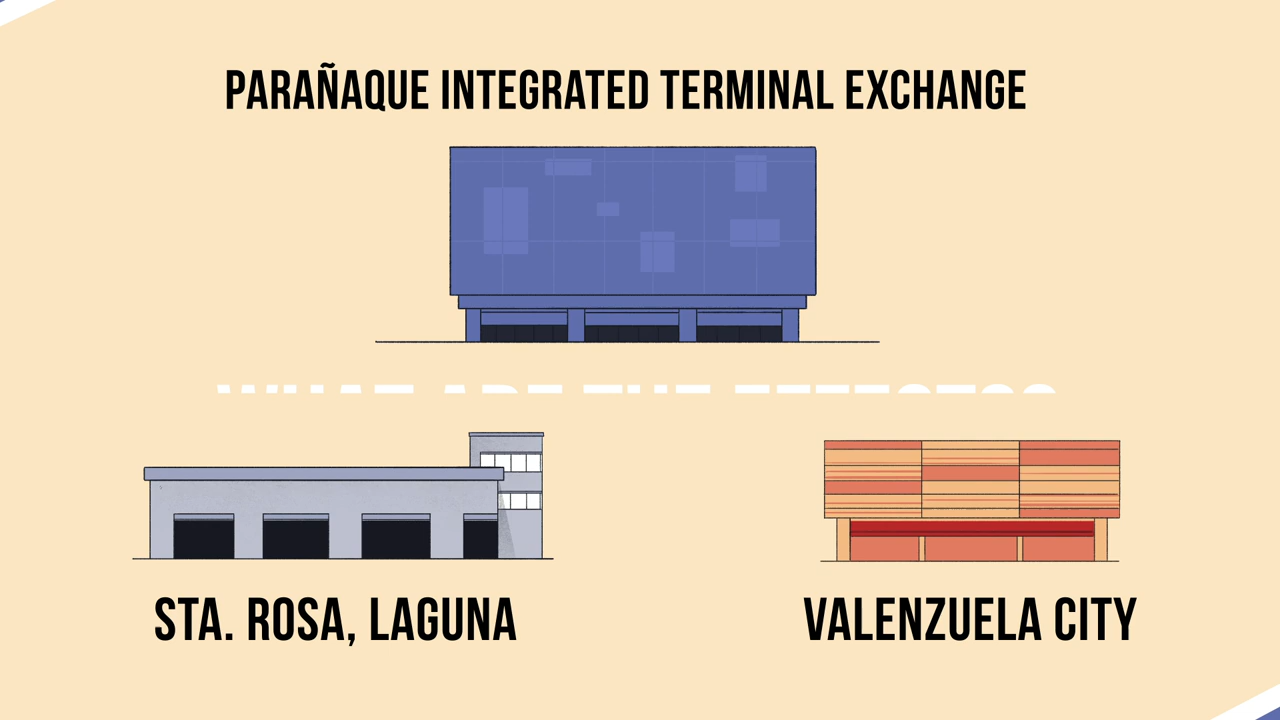 PARAÑAQUE INTEGRATED TERMINAL EXCHANGE
STA. ROSA, LAGUNA
VALENZUELA CITY